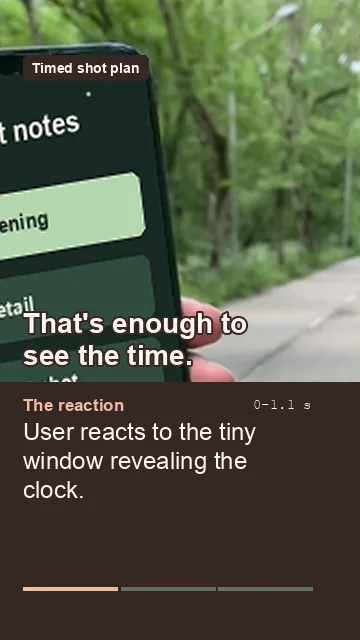 Timed shot plan
t notes
ening
etail
That's enough to
see the time.
The reaction
0–1.1 s
User reacts to the tiny
window revealing the
clock.